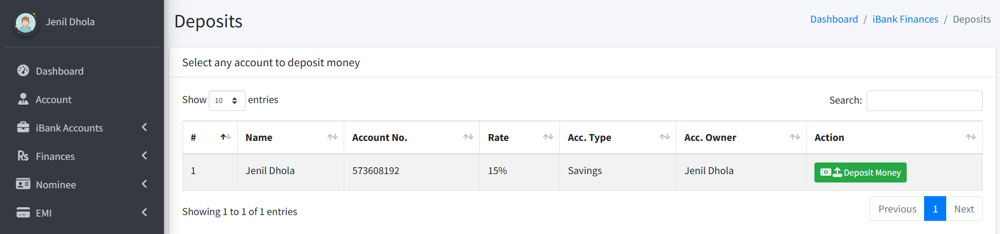 Jenil Dhola
Dashboard
Account
iBank Accounts
Finances
Nominee
EMI
Deposits
Dashboard / iBank Finances / Deposits
Select any account to deposit money
Show 10 entries
Search:
# Name Account No. Rate Acc. Type Acc. Owner Action
1 Jenil Dhola 573608192 15% Savings Jenil Dhola Deposit Money
Showing 1 to 1 of 1 entries
Previous 1 Next